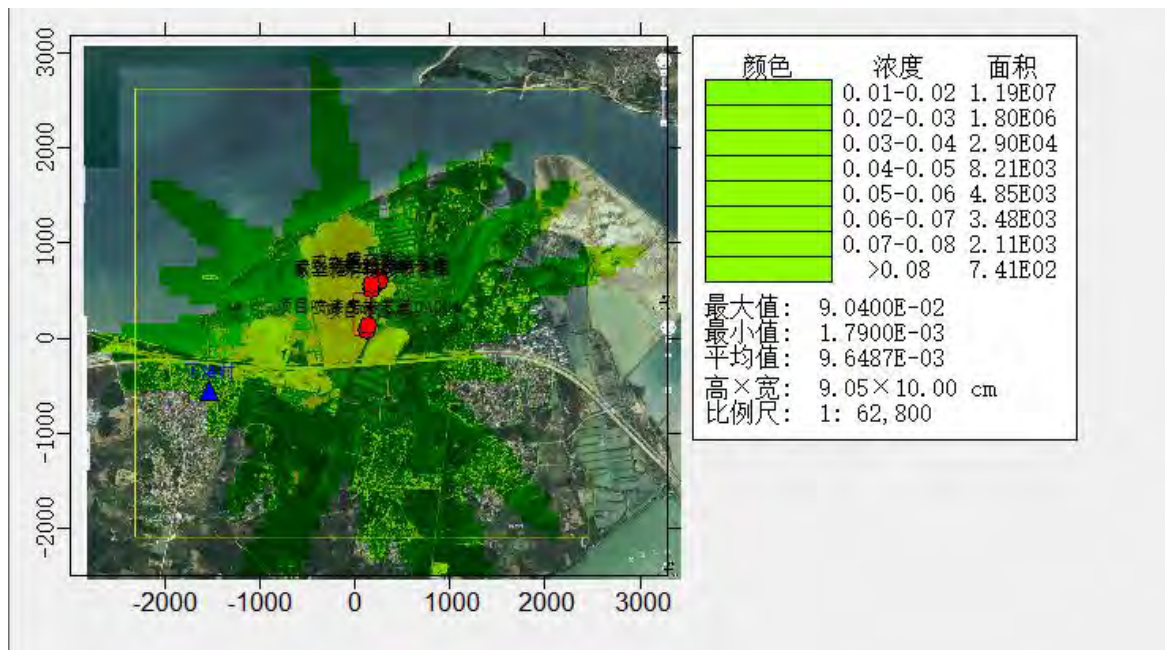 颜色 浓度 面积
0.01-0.02 1.19E07
0.02-0.03 1.80E06
0.03-0.04 2.90E04
0.04-0.05 8.21E03
0.05-0.06 4.85E03
0.06-0.07 3.48E03
0.07-0.08 2.11E03
>0.08 7.41E02
最大值: 9.0400E-02
最小值: 1.7900E-03
平均值: 9.6487E-03
高×宽: 9.05×10.00 cm
比例尺: 1: 62,800
3000
2000
1000
0
-1000
-2000
项目
-2000 -1000 0 1000 2000 3000